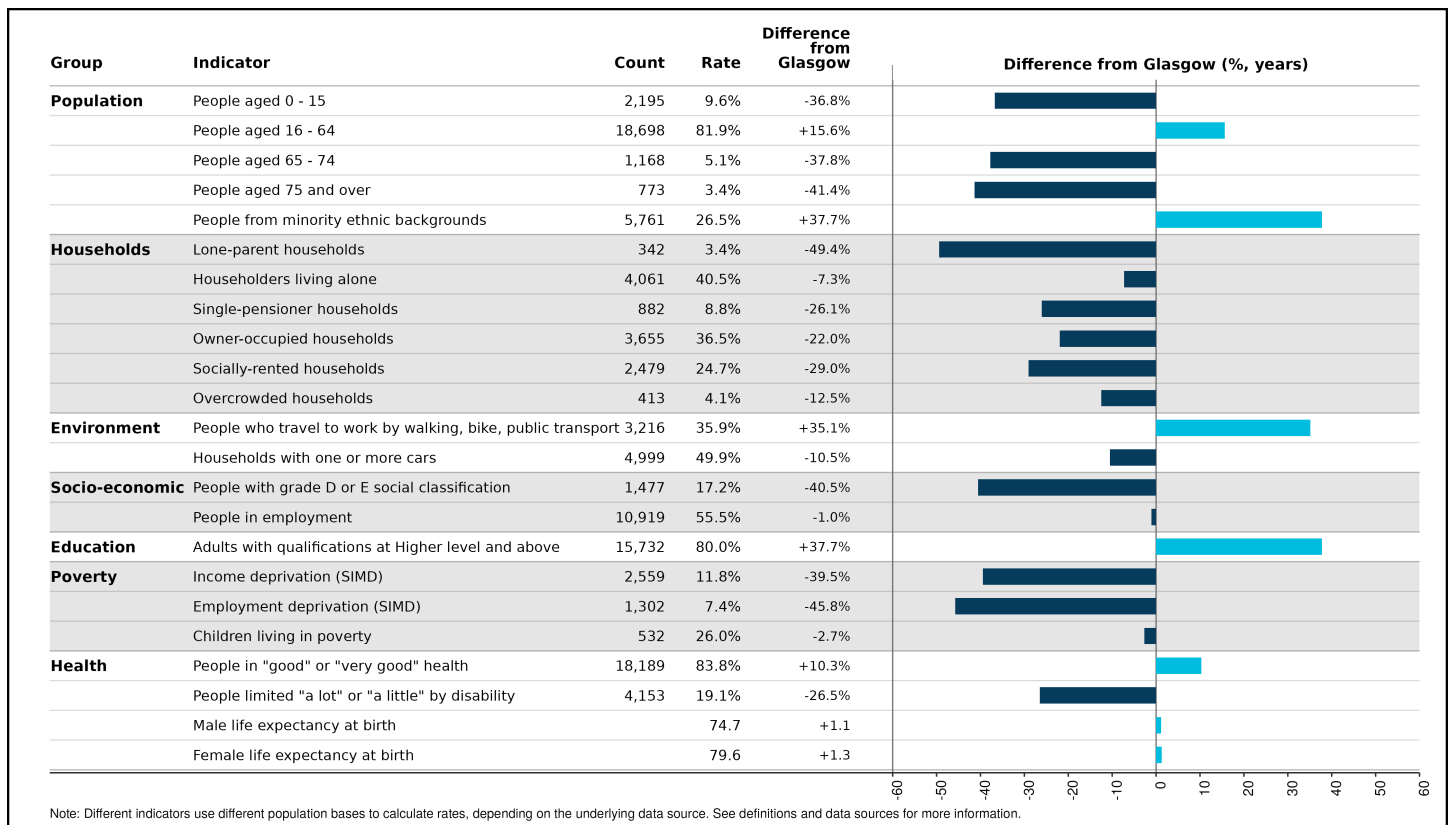 Group Indicator Count Rate Difference from Glasgow Difference from Glasgow (%, years)
Population People aged 0 - 15 2,195 9.6% -36.8%
People aged 16 - 64 18,698 81.9% +15.6%
People aged 65 - 74 1,168 5.1% -37.8%
People aged 75 and over 773 3.4% -41.4%
People from minority ethnic backgrounds 5,761 26.5% +37.7%
Households Lone-parent households 342 3.4% -49.4%
Householders living alone 4,061 40.5% -7.3%
Single-pensioner households 882 8.8% -26.1%
Owner-occupied households 3,655 36.5% -22.0%
Socially-rented households 2,479 24.7% -29.0%
Overcrowded households 413 4.1% -12.5%
Environment People who travel to work by walking, bike, public transport 3,216 35.9% +35.1%
Households with one or more cars 4,999 49.9% -10.5%
Socio-economic People with grade D or E social classification 1,477 17.2% -40.5%
People in employment 10,919 55.5% -1.0%
Education Adults with qualifications at Higher level and above 15,732 80.0% +37.7%
Poverty Income deprivation (SIMD) 2,559 11.8% -39.5%
Employment deprivation (SIMD) 1,302 7.4% -45.8%
Children living in poverty 532 26.0% -2.7%
Health People in "good" or "very good" health 18,189 83.8% +10.3%
People limited "a lot" or "a little" by disability 4,153 19.1% -26.5%
Male life expectancy at birth 74.7 +1.1
Female life expectancy at birth 79.6 +1.3
-60 -50 -40 -30 -20 -10 0 10 20 30 40 50 60
Note: Different indicators use different population bases to calculate rates, depending on the underlying data source. See definitions and data sources for more information.